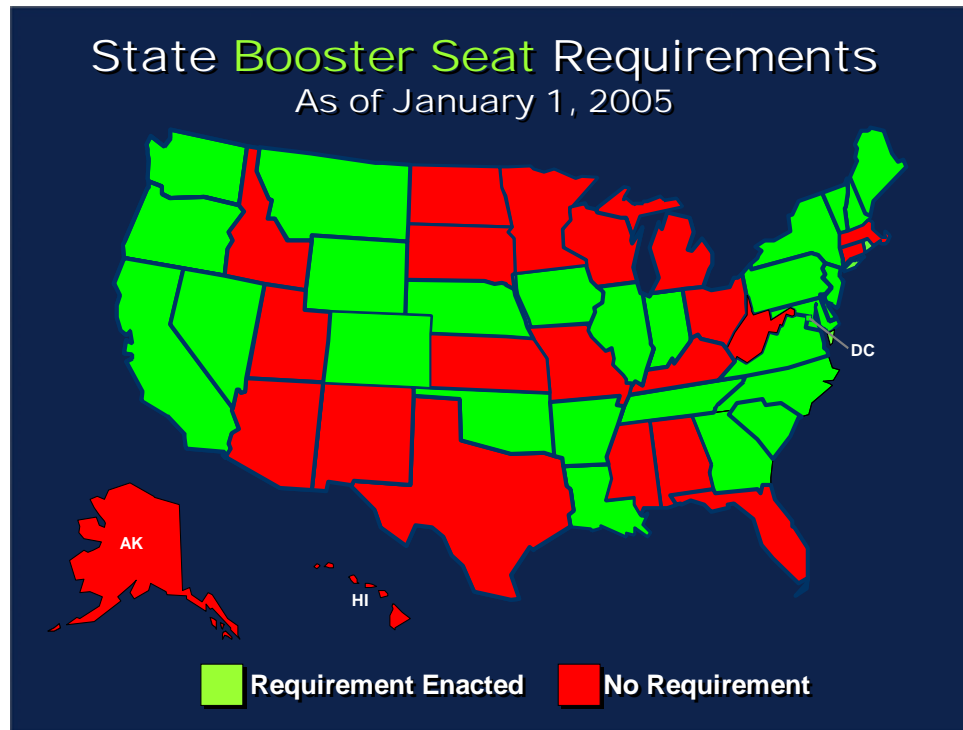 State Booster Seat Requirements
As of January 1, 2005
DC
AK
HI
Requirement Enacted
No Requirement